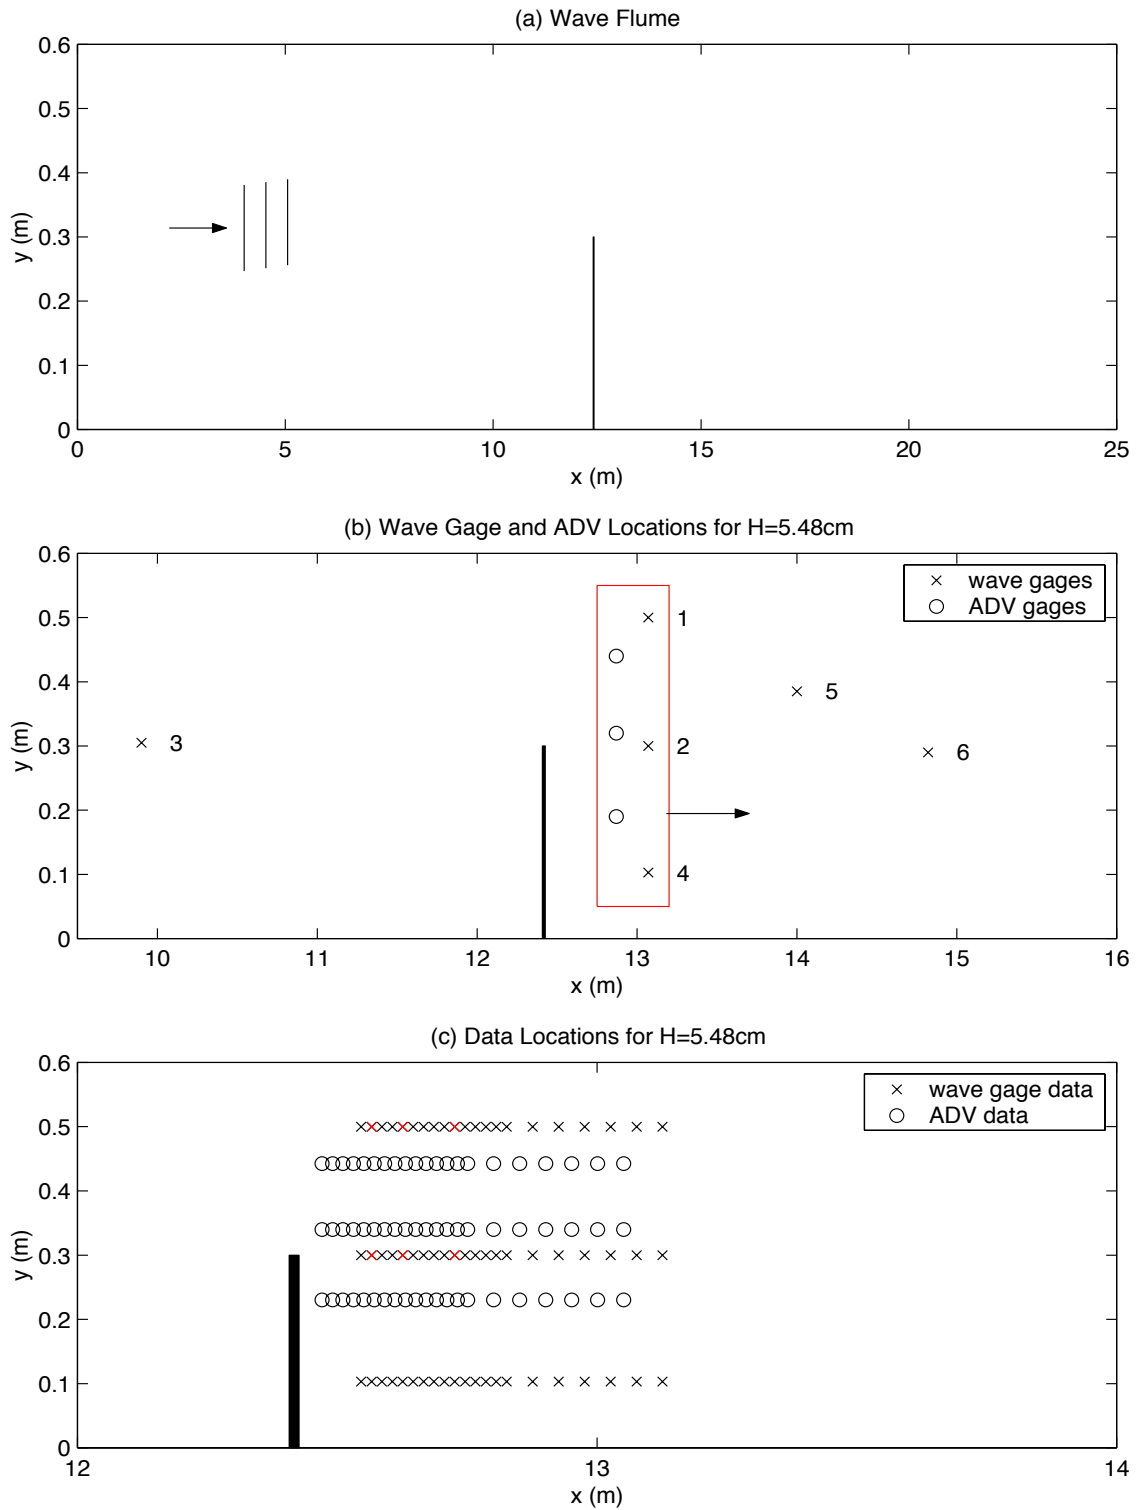 (a) Wave Flume
0.6
0.5
0.4
0.3
0.2
0.1
0
y (m)
0 5 10 15 20 25
x (m)
(b) Wave Gage and ADV Locations for H=5.48cm
0.6
0.5
0.4
0.3
0.2
0.1
0
y (m)
wave gages
ADV gages
1
5
3
2
6
4
10 11 12 13 14 15 16
x (m)
(c) Data Locations for H=5.48cm
0.6
0.5
0.4
0.3
0.2
0.1
0
y (m)
wave gage data
ADV data
12 13 14
x (m)